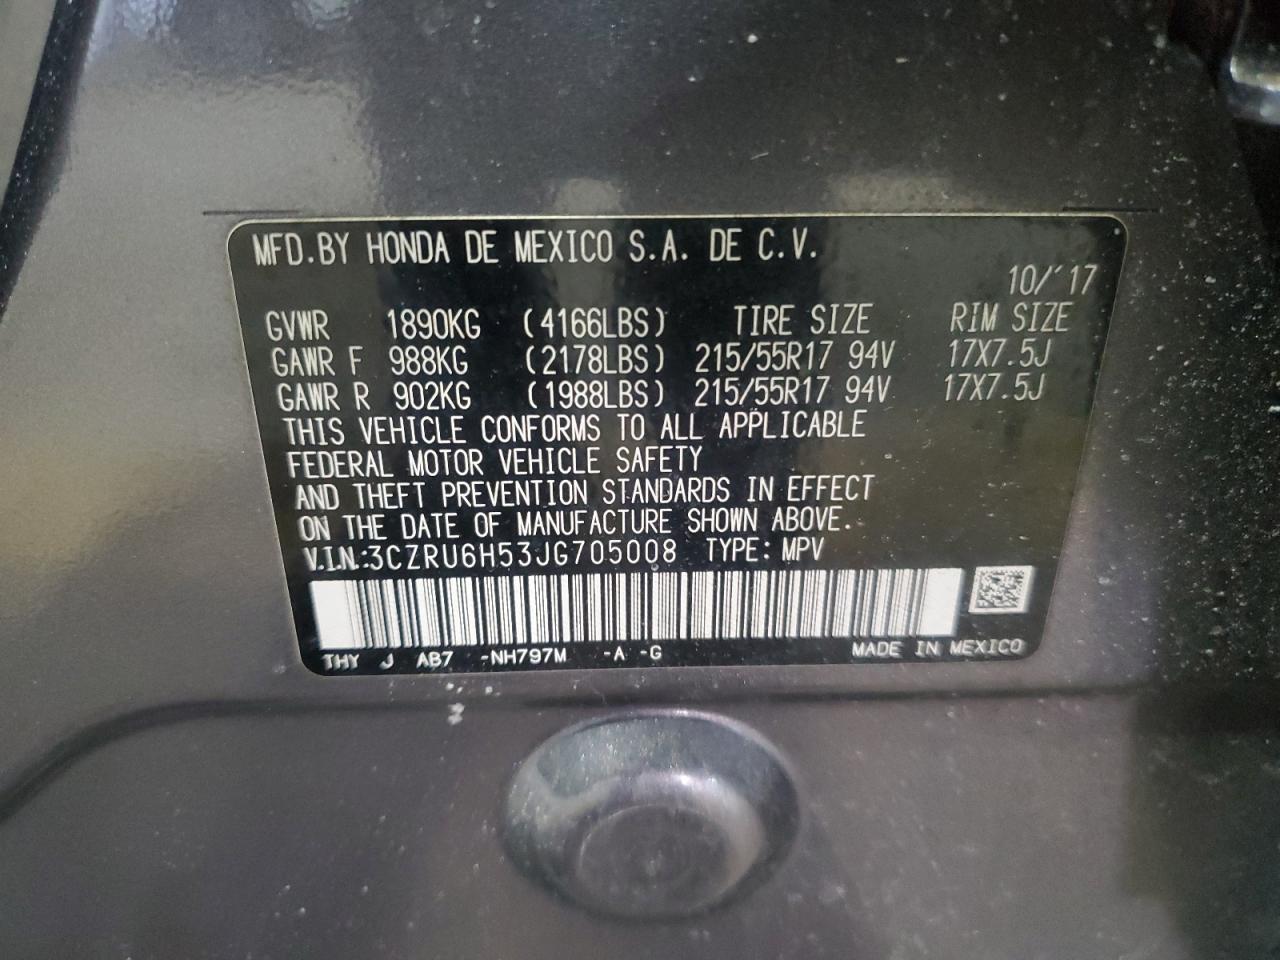 MFD.BY HONDA DE MEXICO S.A. DE C.V.
10/'17
GVWR 1890KG (4166LBS) TIRE SIZE RIM SIZE
GAWR F 988KG (2178LBS) 215/55R17 94V 17X7.5J
GAWR R 902KG (1988LBS) 215/55R17 94V 17X7.5J
THIS VEHICLE CONFORMS TO ALL APPLICABLE
FEDERAL MOTOR VEHICLE SAFETY
AND THEFT PREVENTION STANDARDS IN EFFECT
ON THE DATE OF MANUFACTURE SHOWN ABOVE.
V.I.N.:3CZRU6H53JG705008 TYPE: MPV
THY J AB7 -NH797M -A -G MADE IN MEXICO